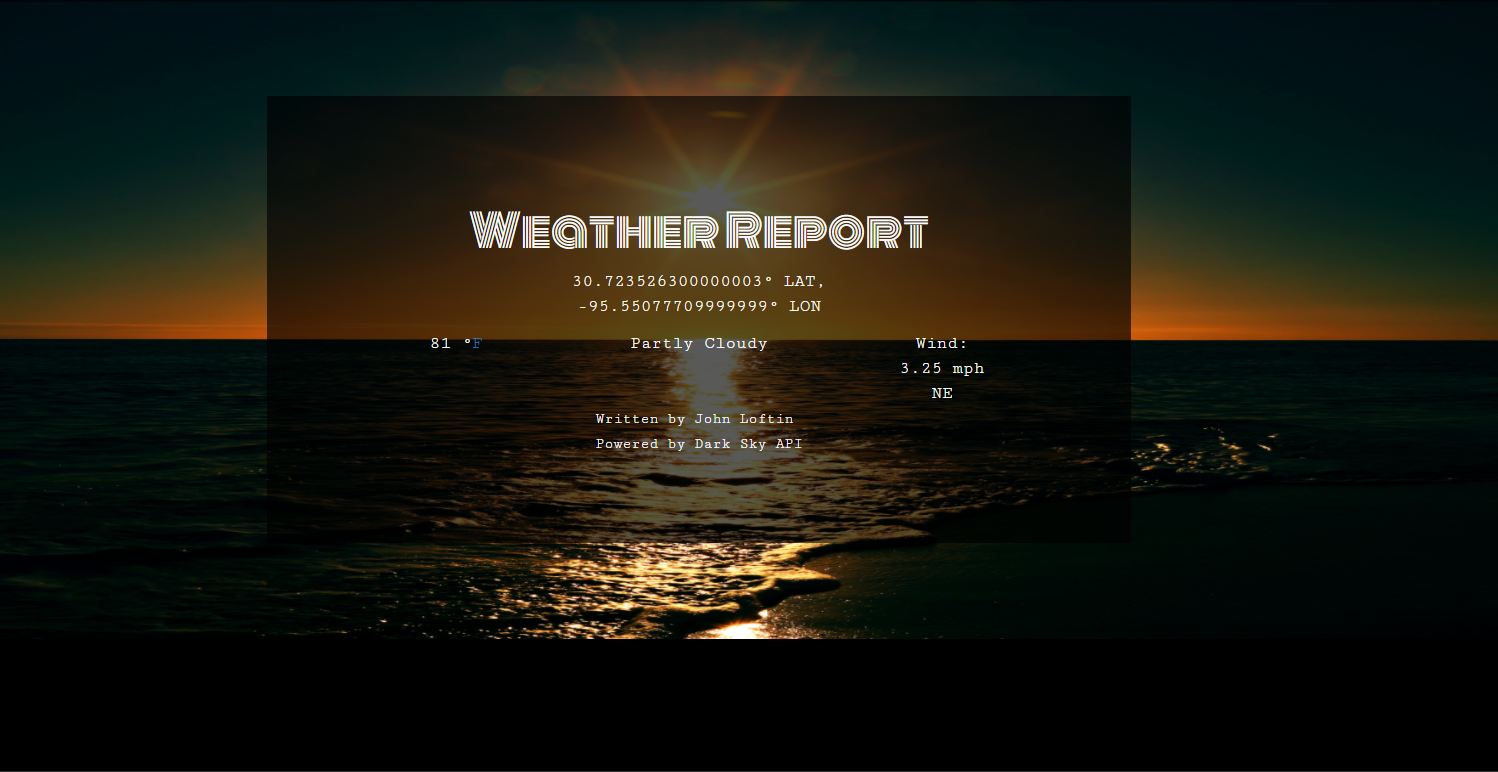 Weather Report
30.723526300000003° LAT,
-95.55077709999999° LON
81 °F
Partly Cloudy
Wind:
3.25 mph
NE
Written by John Loftin
Powered by Dark Sky API